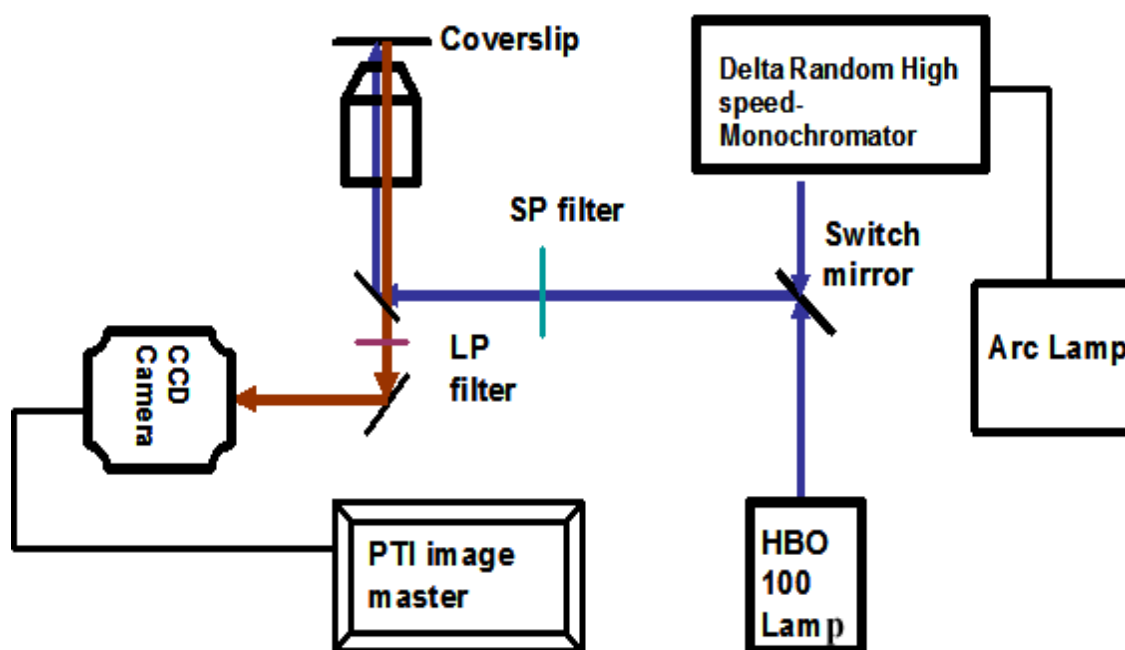 Coverslip
Delta Random High
speed-
Monochromator
SP filter
Switch
mirror
LP
filter
CCD
Camera
Arc Lamp
PTI image
master
HBO
100
Lamp